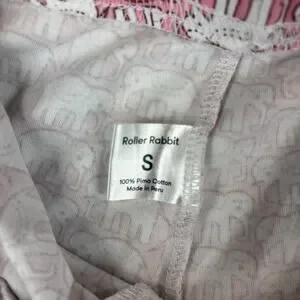 Roller Rabbit
S
100% Pima Cotton
Made in Peru